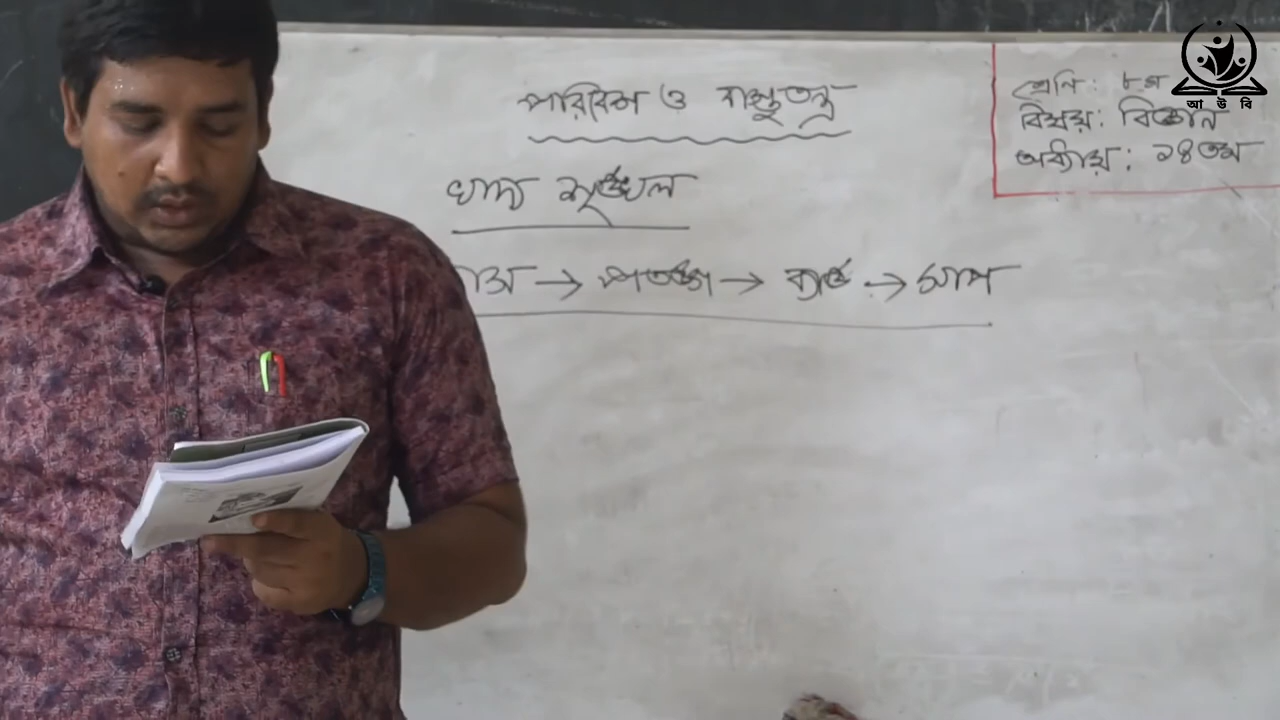 পরিবেশ ও বাস্তুতন্ত্র
খাদ্য শৃঙ্খল
→ পতঙ্গ → ব্যাঙ → সাপ
শ্রেণি: ৮ম
বিষয়: বিজ্ঞান
অধ্যায়: ১৪তম
আ উ বি